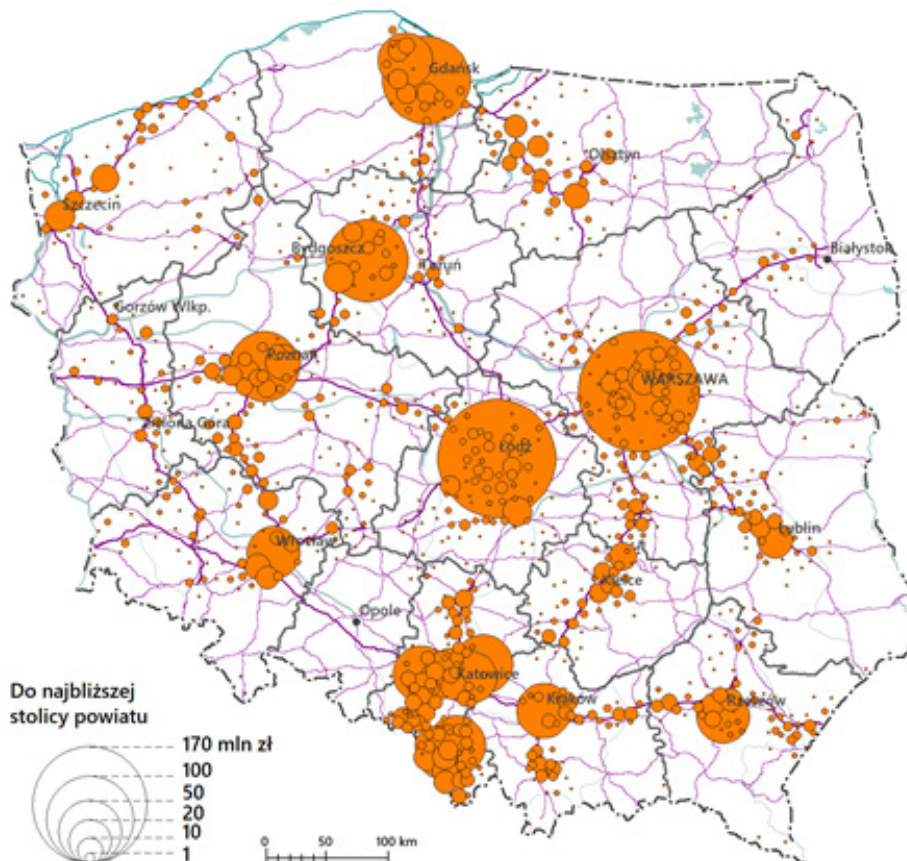 Gdańsk
Olsztyn
Szczecin
Bydgoszcz
Białystok
Toruń
Gorzów Wlkp.
Poznań
WARSZAWA
Zielona Góra
Łódź
Wrocław
Lublin
Kielce
Opole
Katowice
Kraków
Rzeszów
Do najbliższej
stolicy powiatu
170 mln zł
100
50
20
10
1
0 50 100 km